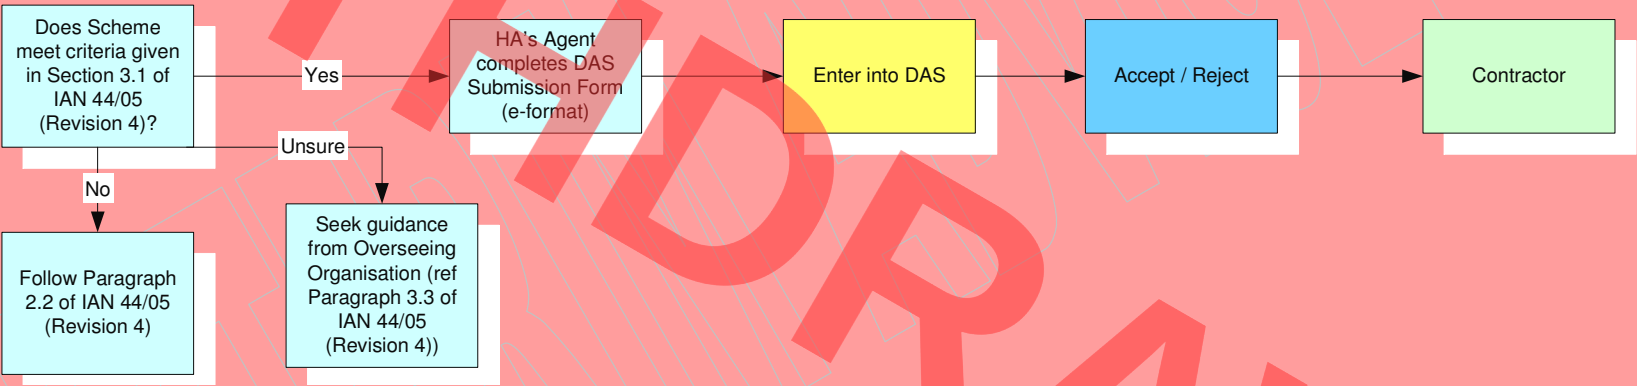 Does Scheme
meet criteria given
in Section 3.1 of
IAN 44/05
(Revision 4)?
Yes
HA's Agent
completes DAS
Submission Form
(e-format)
Enter into DAS
Accept / Reject
Contractor
Unsure
No
Follow Paragraph
2.2 of IAN 44/05
(Revision 4)
Seek guidance
from Overseeing
Organisation (ref
Paragraph 3.3 of
IAN 44/05
(Revision 4))